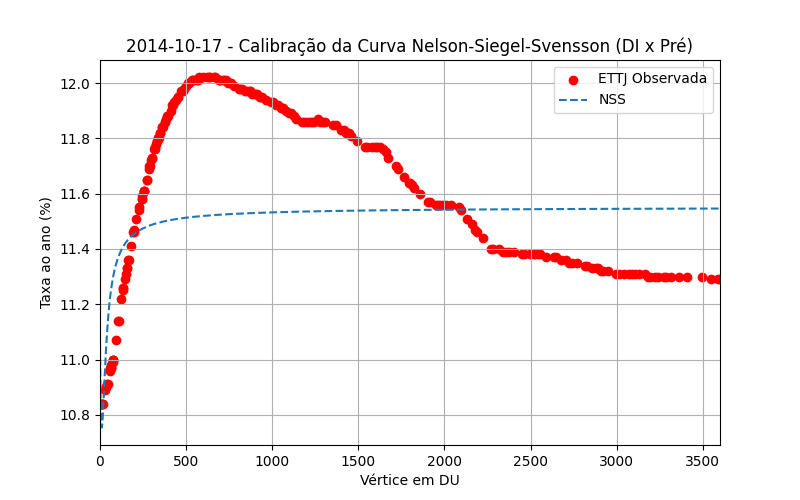 2014-10-17 - Calibração da Curva Nelson-Siegel-Svensson (DI x Pré)
ETTJ Observada
NSS
Taxa ao ano (%)
12.0
11.8
11.6
11.4
11.2
11.0
10.8
0 500 1000 1500 2000 2500 3000 3500
Vértice em DU